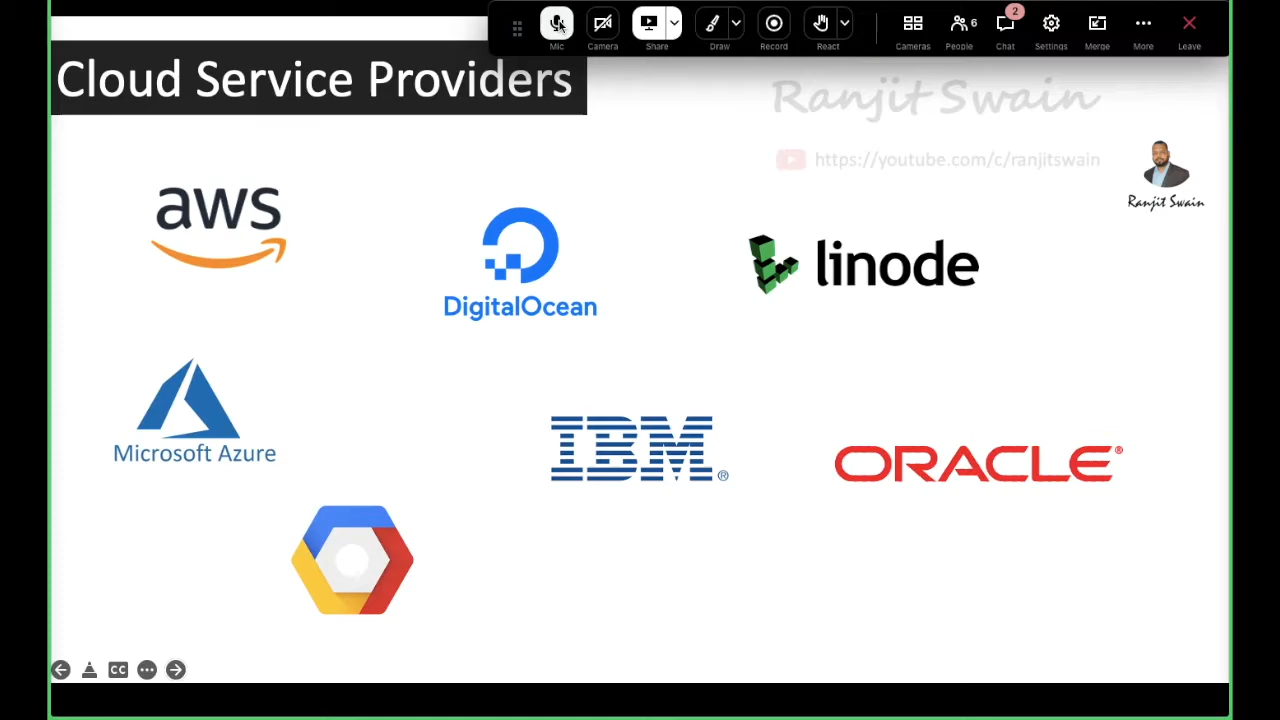 Mic
Camera
Share
Draw
Record
React
Cameras
People
6
Chat
2
Settings
Merge
More
Leave
Cloud Service Providers
Ranjit Swain
https://youtube.com/c/ranjitswain
Ranjit Swain
aws
DigitalOcean
linode
Microsoft Azure
IBM®
ORACLE®
CC